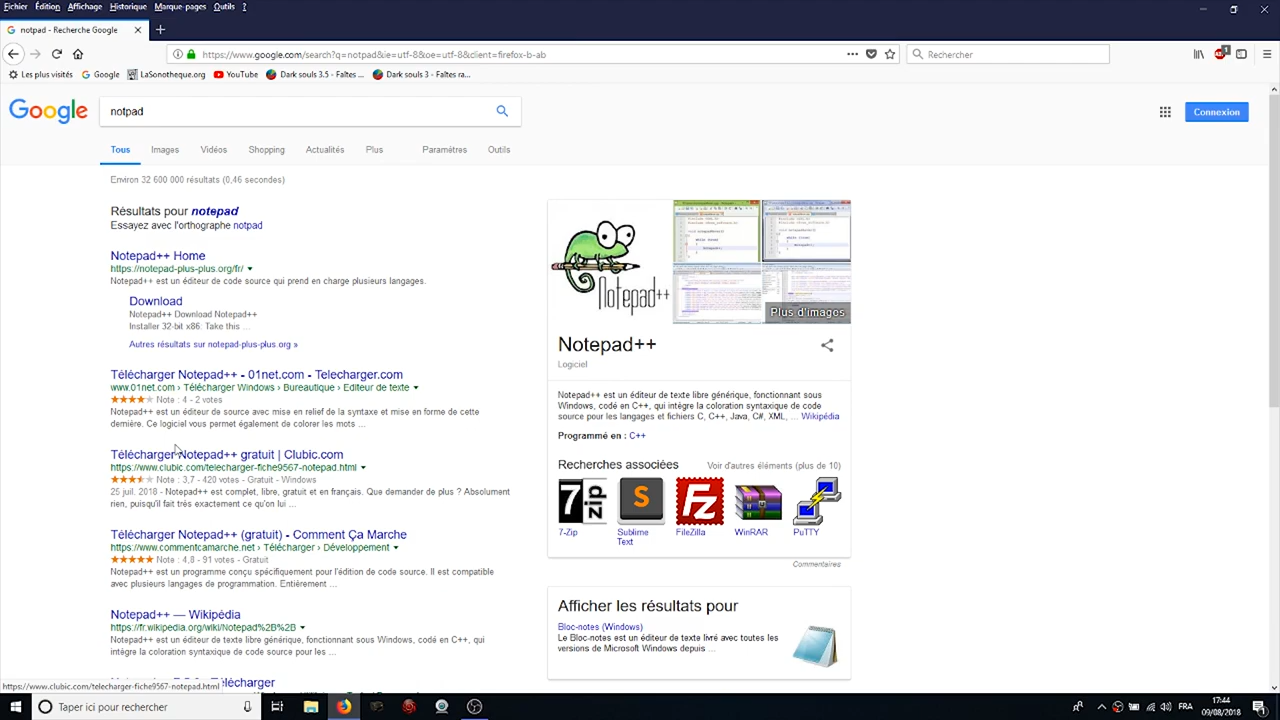 Fichier Édition Affichage Historique Marque-pages Outils ?
notpad - Recherche Google
https://www.google.com/search?q=notpad&ie=utf-8&oe=utf-8&client=firefox-b-ab
Rechercher
1
Les plus visités Google LaSonotheque.org YouTube Dark souls 3.5 - Faîtes ... Dark souls 3 - Faîtes ra...
Google
notpad
Connexion
Tous Images Vidéos Shopping Actualités Plus Paramètres Outils
Environ 32 600 000 résultats (0,46 secondes)
Résultats pour notepad
Essayez avec l'orthographe notpad
Notepad++ Home
https://notepad-plus-plus.org/fr/
Notepad++ est un éditeur de code source qui prend en charge plusieurs langages.
Download
Notepad++ Download Notepad++
Installer 32-bit x86. Take this ...
Autres résultats sur notepad-plus-plus.org »
Télécharger Notepad++ - 01net.com - Telecharger.com
www.01net.com › Télécharger Windows › Bureautique › Editeur de texte
Note : 4 - 2 votes
Notepad++ est un éditeur de source avec mise en relief de la syntaxe et mise en forme de cette
dernière. Ce logiciel vous permet également de colorer les mots ...
Télécharger Notepad++ gratuit | Clubic.com
https://www.clubic.com/telecharger-fiche9567-notepad.html
Note : 3,7 - 420 votes - Gratuit - Windows
25 juil. 2018 - Notepad++ est complet, libre, gratuit et en français. Que demander de plus ? Absolument
rien, puisqu'il fait très exactement ce qu'on lui ...
Télécharger Notepad++ (gratuit) - Comment Ça Marche
https://www.commentcamarche.net › Télécharger › Développement
Note : 4,8 - 91 votes - Gratuit
Notepad++ est un programme conçu spécifiquement pour l'édition de code source. Il est compatible
avec plusieurs langages de programmation. Entièrement ...
Notepad++ — Wikipédia
https://fr.wikipedia.org/wiki/Notepad%2B%2B
Notepad++ est un éditeur de texte libre générique, fonctionnant sous Windows, codé en C++, qui
intègre la coloration syntaxique de code source pour les ...
Télécharger
https://www.clubic.com/telecharger-fiche9567-notepad.html
Notepad++
Plus d'images
Notepad++
Logiciel
Notepad++ est un éditeur de texte libre générique, fonctionnant sous
Windows, codé en C++, qui intègre la coloration syntaxique de code
source pour les langages et fichiers C, C++, Java, C#, XML, ... Wikipédia
Programmé en : C++
Recherches associées
Voir d'autres éléments (plus de 10)
7 zip
S
Fz
7-Zip
Sublime
Text
FileZilla
WinRAR
PuTTY
Commentaires
Afficher les résultats pour
Bloc-notes (Windows)
Le Bloc-notes est un éditeur de texte livré avec toutes les
versions de Microsoft Windows depuis ...
Taper ici pour rechercher
FRA
17:44
09/08/2018
1